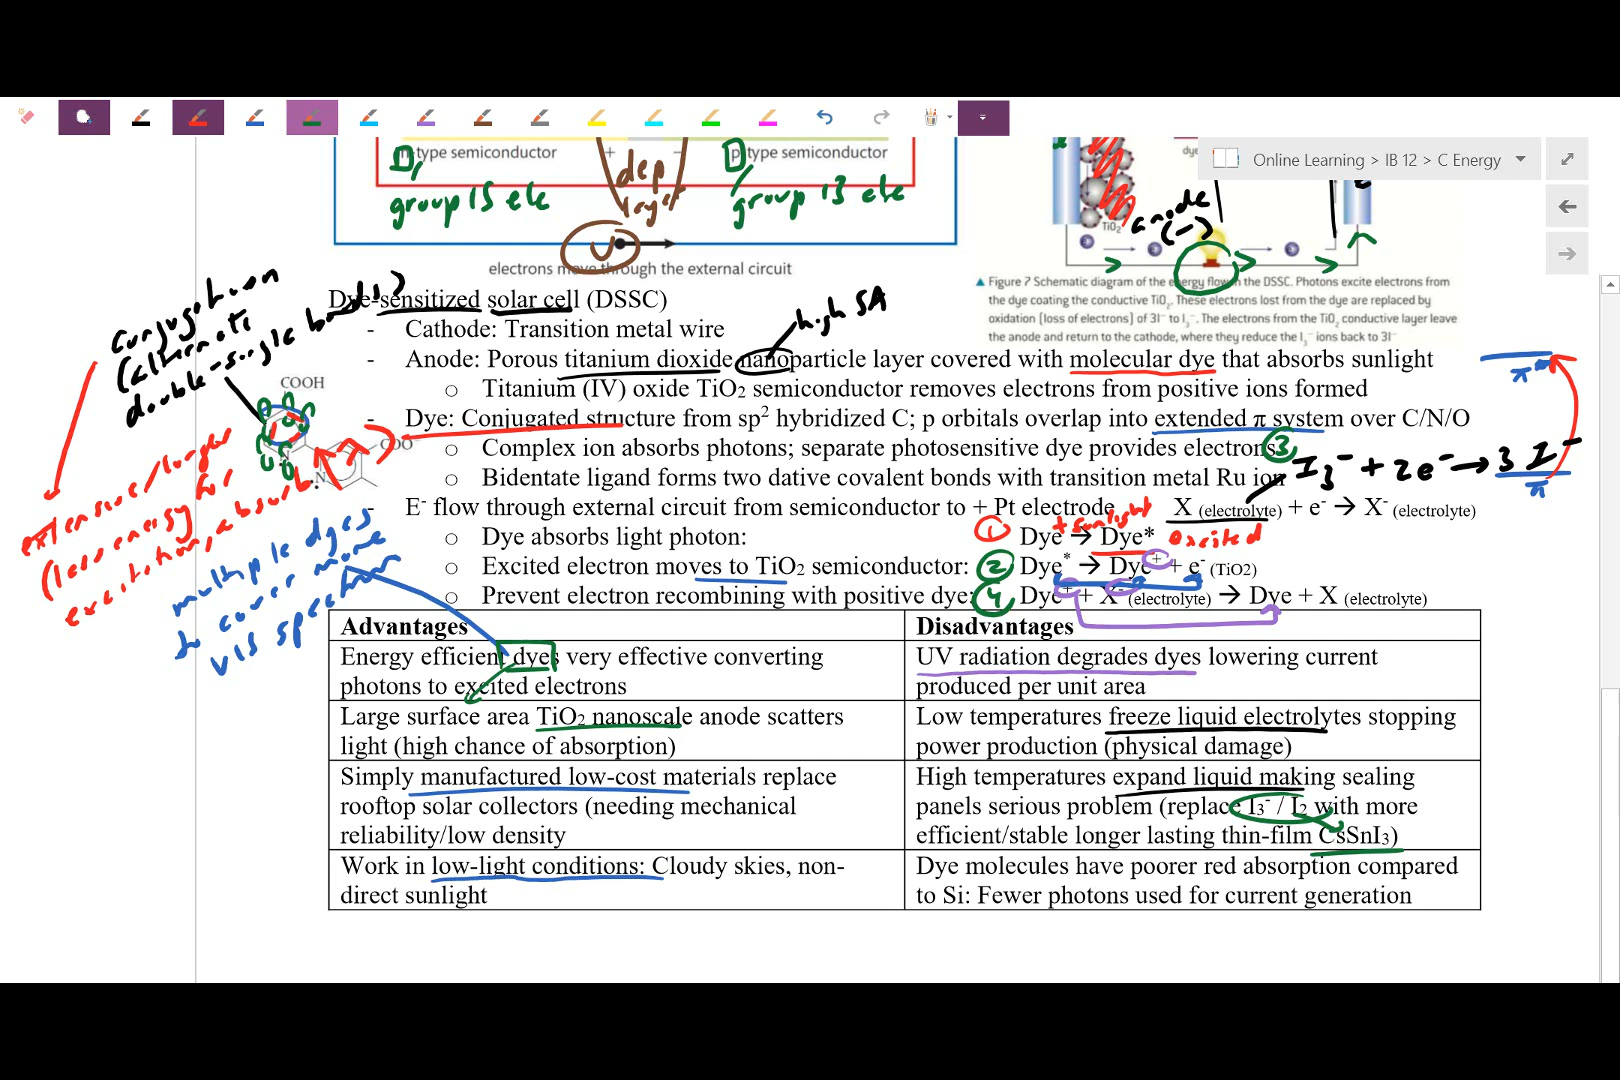 Online Learning > IB 12 > C Energy
n-type semiconductor
+
-
p-type semiconductor
dye
dep
layer
group 15 ele
group 13 ele
TiO2
anode
(-)
electrons move through the external circuit
Figure 7 Schematic diagram of the energy flow in the DSSC. Photons excite electrons from
the dye coating the conductive TiO2. These electrons lost from the dye are replaced by
oxidation (loss of electrons) of 3I⁻ to I3⁻. The electrons from the TiO2 conductive layer leave
the anode and return to the cathode, where they reduce the I3⁻ ions back to 3I⁻
conjugation
(alternate
double-single bonds)
high SA
Dye-sensitized solar cell (DSSC)
- Cathode: Transition metal wire
- Anode: Porous titanium dioxide nanoparticle layer covered with molecular dye that absorbs sunlight
o Titanium (IV) oxide TiO2 semiconductor removes electrons from positive ions formed
- Dye: Conjugated structure from sp² hybridized C; p orbitals overlap into extended π system over C/N/O
o Complex ion absorbs photons; separate photosensitive dye provides electrons
o Bidentate ligand forms two dative covalent bonds with transition metal Ru ion
- E⁻ flow through external circuit from semiconductor to + Pt electrode X (electrolyte) + e⁻ → X⁻ (electrolyte)
o Dye absorbs light photon: ① Dye → Dye*
+ sunlight
excited
o Excited electron moves to TiO2 semiconductor: ② Dye* → Dye⁺ + e⁻ (TiO2)
o Prevent electron recombining with positive dye: ④ Dye⁺ + X⁻ (electrolyte) → Dye + X (electrolyte)
③ I3⁻ + 2e⁻ → 3I⁻
π*
π
COOH
COO
N
N
extensive/longer
(less energy for
excitation, absorb
multiple dyes
to cover more
vis spectrum
Advantages
Disadvantages
Energy efficient dyes very effective converting
photons to excited electrons
UV radiation degrades dyes lowering current
produced per unit area
Large surface area TiO2 nanoscale anode scatters
light (high chance of absorption)
Low temperatures freeze liquid electrolytes stopping
power production (physical damage)
Simply manufactured low-cost materials replace
rooftop solar collectors (needing mechanical
reliability/low density
High temperatures expand liquid making sealing
panels serious problem (replace I3⁻ / I2 with more
efficient/stable longer lasting thin-film CsSnI3)
Work in low-light conditions: Cloudy skies, non-
direct sunlight
Dye molecules have poorer red absorption compared
to Si: Fewer photons used for current generation